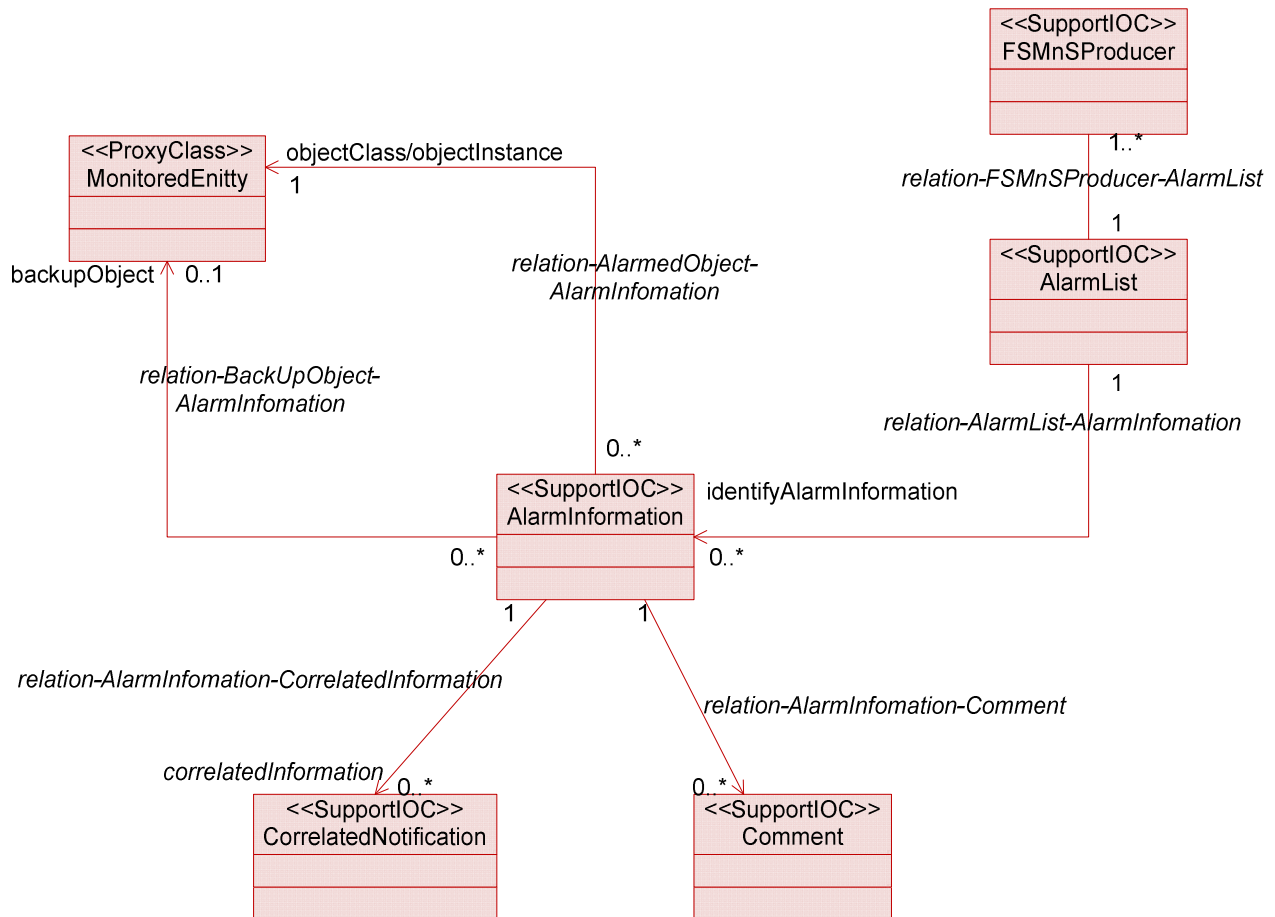 <<SupportIOC>>
FSMnSProducer
1..*
relation-FSMnSProducer-AlarmList
1
<<SupportIOC>>
AlarmList
1
relation-AlarmList-AlarmInfomation
<<ProxyClass>>
MonitoredEnitty
objectClass/objectInstance
1
backupObject
0..1
relation-AlarmedObject-
AlarmInfomation
relation-BackUpObject-
AlarmInfomation
0..*
<<SupportIOC>>
AlarmInformation
identifyAlarmInformation
0..*
0..*
1
1
relation-AlarmInfomation-CorrelatedInformation
relation-AlarmInfomation-Comment
correlatedInformation
0..*
0..*
<<SupportIOC>>
CorrelatedNotification
<<SupportIOC>>
Comment